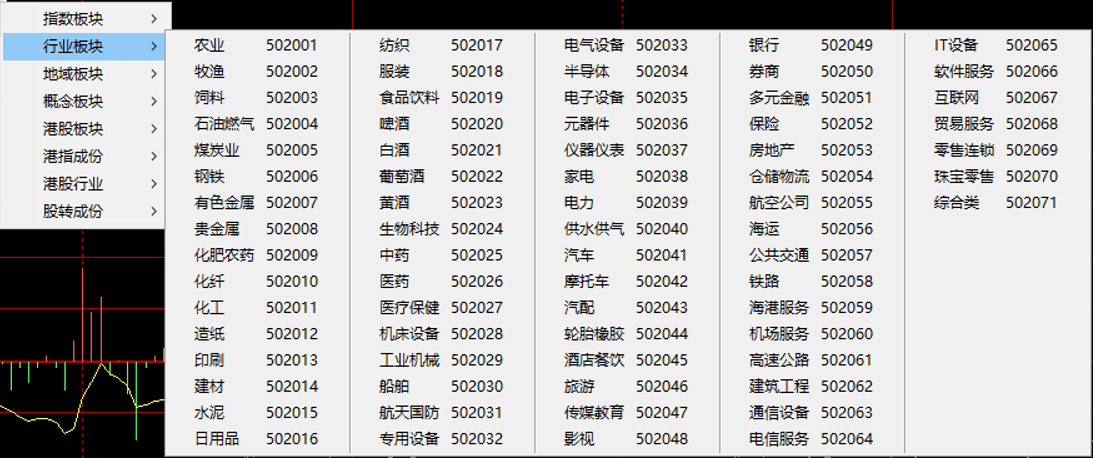 指数板块
行业板块
地域板块
概念板块
港股板块
港指成份
港股行业
股转成份
农业 502001
牧渔 502002
饲料 502003
石油燃气 502004
煤炭业 502005
钢铁 502006
有色金属 502007
贵金属 502008
化肥农药 502009
化纤 502010
化工 502011
造纸 502012
印刷 502013
建材 502014
水泥 502015
日用品 502016
纺织 502017
服装 502018
食品饮料 502019
啤酒 502020
白酒 502021
葡萄酒 502022
黄酒 502023
生物科技 502024
中药 502025
医药 502026
医疗保健 502027
机床设备 502028
工业机械 502029
船舶 502030
航天国防 502031
专用设备 502032
电气设备 502033
半导体 502034
电子设备 502035
元器件 502036
仪器仪表 502037
家电 502038
电力 502039
供水供气 502040
汽车 502041
摩托车 502042
汽配 502043
轮胎橡胶 502044
酒店餐饮 502045
旅游 502046
传媒教育 502047
影视 502048
银行 502049
券商 502050
多元金融 502051
保险 502052
房地产 502053
仓储物流 502054
航空公司 502055
海运 502056
公共交通 502057
铁路 502058
海港服务 502059
机场服务 502060
高速公路 502061
建筑工程 502062
通信设备 502063
电信服务 502064
IT设备 502065
软件服务 502066
互联网 502067
贸易服务 502068
零售连锁 502069
珠宝零售 502070
综合类 502071